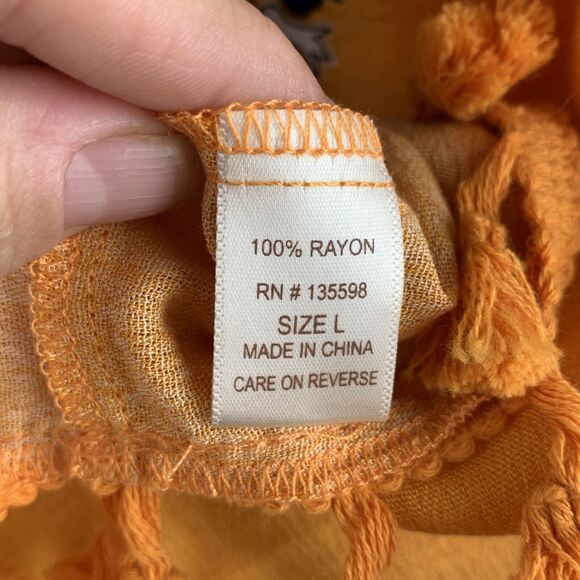 100% RAYON
RN # 135598
SIZE L
MADE IN CHINA
CARE ON REVERSE